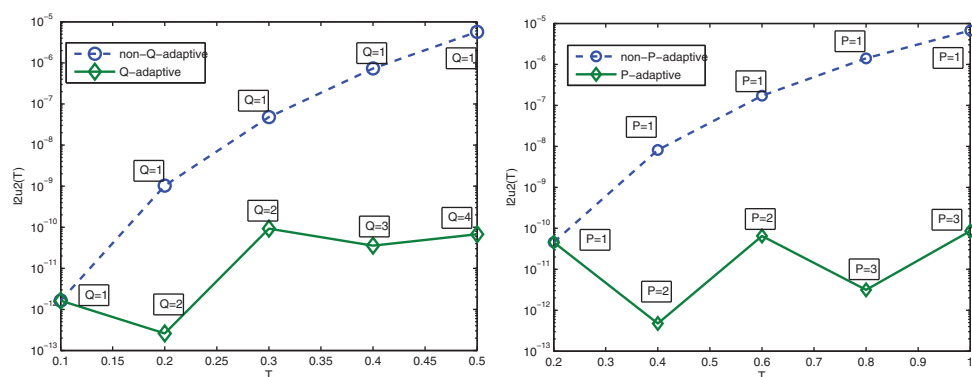 10^-5
10^-6
10^-7
10^-8
10^-9
10^-10
10^-11
10^-12
10^-13
l2u2(T)
non-Q-adaptive
Q-adaptive
Q=1
Q=1
Q=1
Q=1
Q=1
Q=2
Q=2
Q=3
Q=4
0.1 0.15 0.2 0.25 0.3 0.35 0.4 0.45 0.5
T
10^-5
10^-6
10^-7
10^-8
10^-9
10^-10
10^-11
10^-12
10^-13
l2u2(T)
non-P-adaptive
P-adaptive
P=1
P=1
P=1
P=1
P=1
P=2
P=2
P=3
P=3
0.2 0.3 0.4 0.5 0.6 0.7 0.8 0.9 1
T